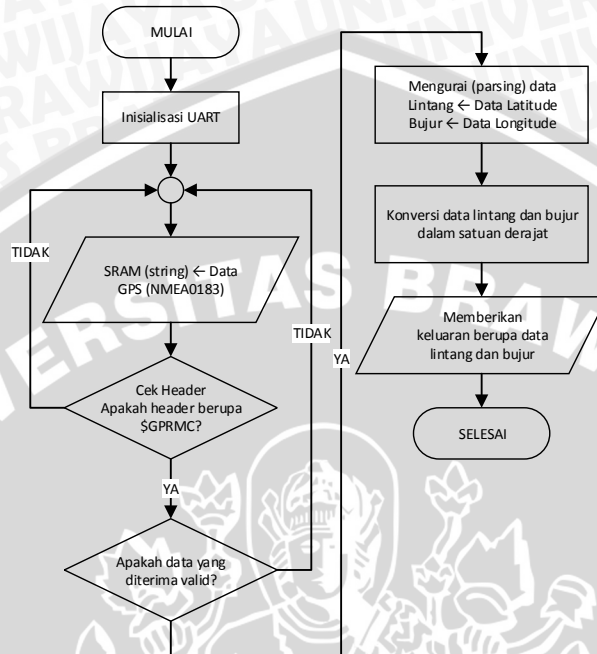 MULAI
Inisialisasi UART
TIDAK
SRAM (string) ← Data
GPS (NMEA0183)
TIDAK
Cek Header
Apakah header berupa
$GPRMC?
YA
Apakah data yang
diterima valid?
YA
Mengurai (parsing) data
Lintang ← Data Latitude
Bujur ← Data Longitude
Konversi data lintang dan bujur
dalam satuan derajat
Memberikan
keluaran berupa data
lintang dan bujur
SELESAI
ERSITAS BRAW